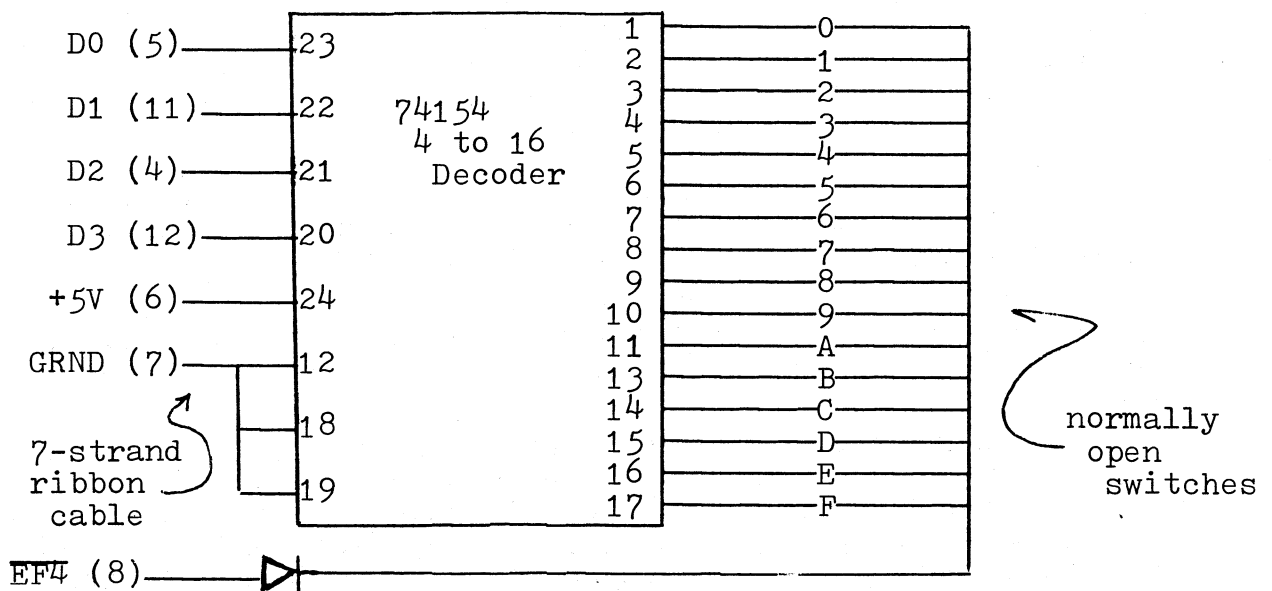 D0 (5) 23
D1 (11) 22
D2 (4) 21
D3 (12) 20
+5V (6) 24
GRND (7) 12
18
19
7-strand
ribbon
cable
74154
4 to 16
Decoder
1 0
2 1
3 2
4 3
5 4
6 5
7 6
8 7
9 8
10 9
11 A
13 B
14 C
15 D
16 E
17 F
normally
open
switches
EF4 (8)